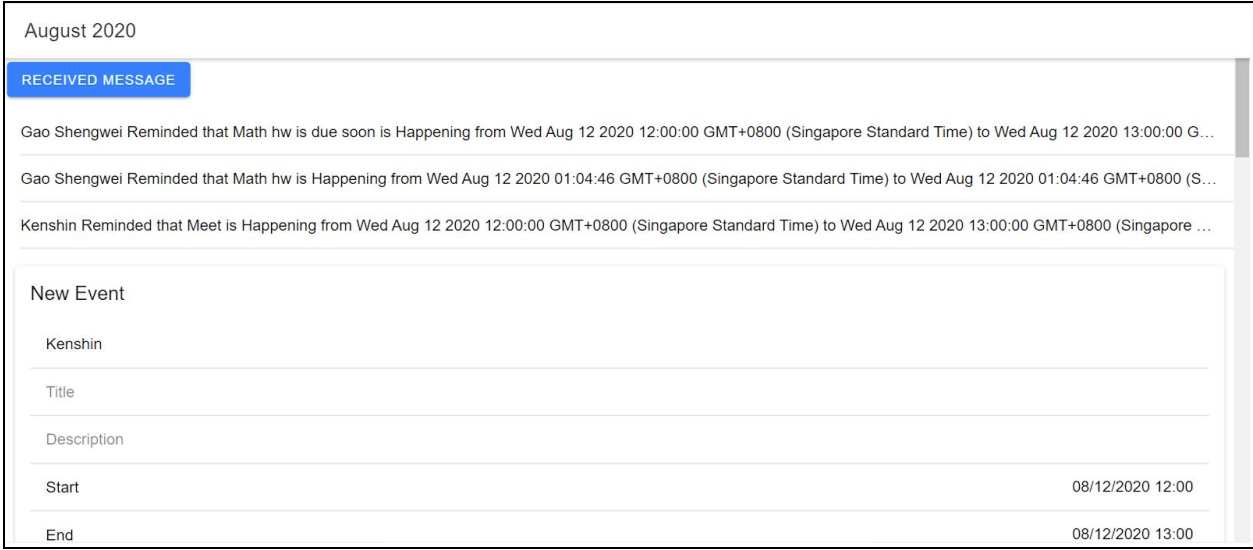 August 2020
RECEIVED MESSAGE
Gao Shengwei Reminded that Math hw is due soon is Happening from Wed Aug 12 2020 12:00:00 GMT+0800 (Singapore Standard Time) to Wed Aug 12 2020 13:00:00 G...
Gao Shengwei Reminded that Math hw is Happening from Wed Aug 12 2020 01:04:46 GMT+0800 (Singapore Standard Time) to Wed Aug 12 2020 01:04:46 GMT+0800 (S...
Kenshin Reminded that Meet is Happening from Wed Aug 12 2020 12:00:00 GMT+0800 (Singapore Standard Time) to Wed Aug 12 2020 13:00:00 GMT+0800 (Singapore ...
New Event
Kenshin
Title
Description
Start 08/12/2020 12:00
End 08/12/2020 13:00